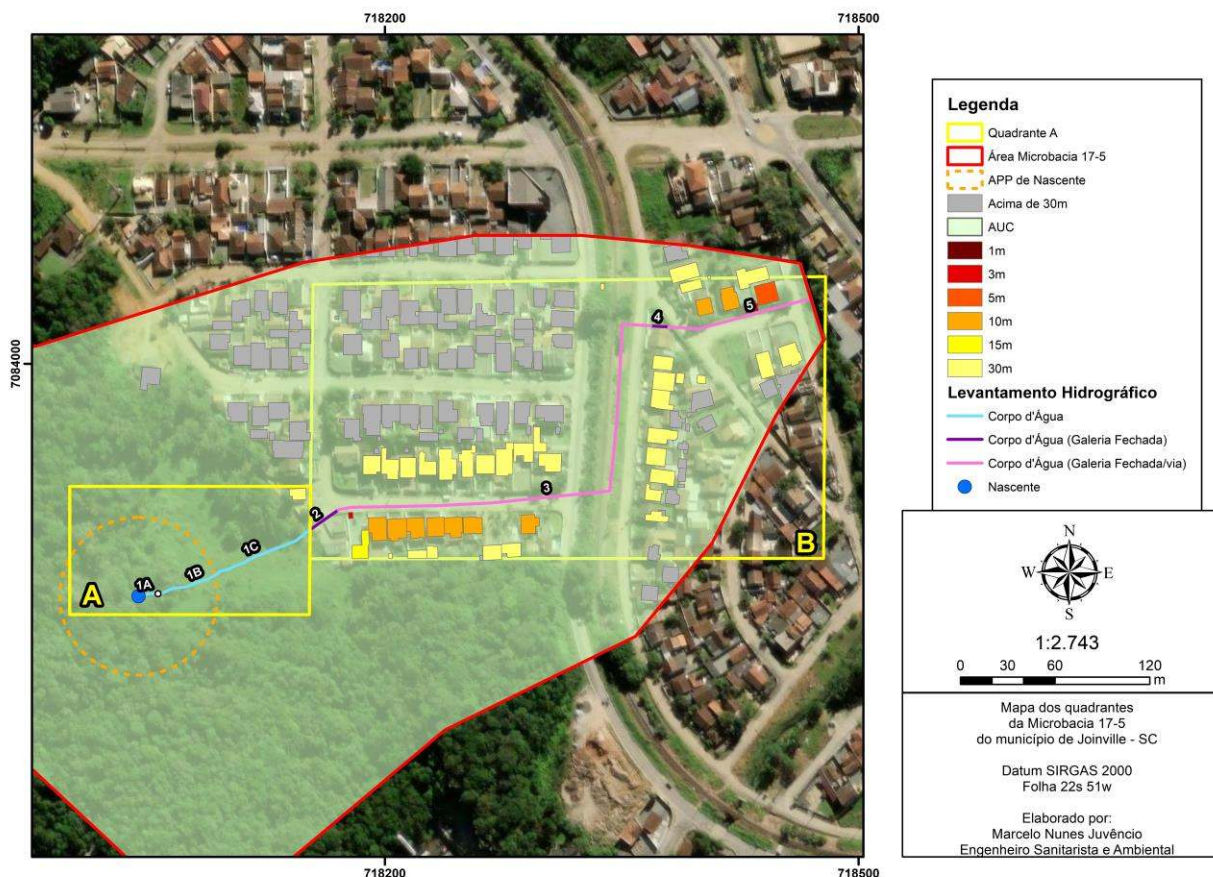 718200
718500
7084000
4
5
3
2
1C
1B
1A
A
B
718200
718500
Legenda
Quadrante A
Área Microbacia 17-5
APP de Nascente
Acima de 30m
AUC
1m
3m
5m
10m
15m
30m
Levantamento Hidrográfico
Corpo d'Água
Corpo d'Água (Galeria Fechada)
Corpo d'Água (Galeria Fechada/via)
Nascente
N
W E
S
1:2.743
0 30 60 120
m
Mapa dos quadrantes
da Microbacia 17-5
do município de Joinville - SC
Datum SIRGAS 2000
Folha 22s 51w
Elaborado por:
Marcelo Nunes Juvêncio
Engenheiro Sanitarista e Ambiental